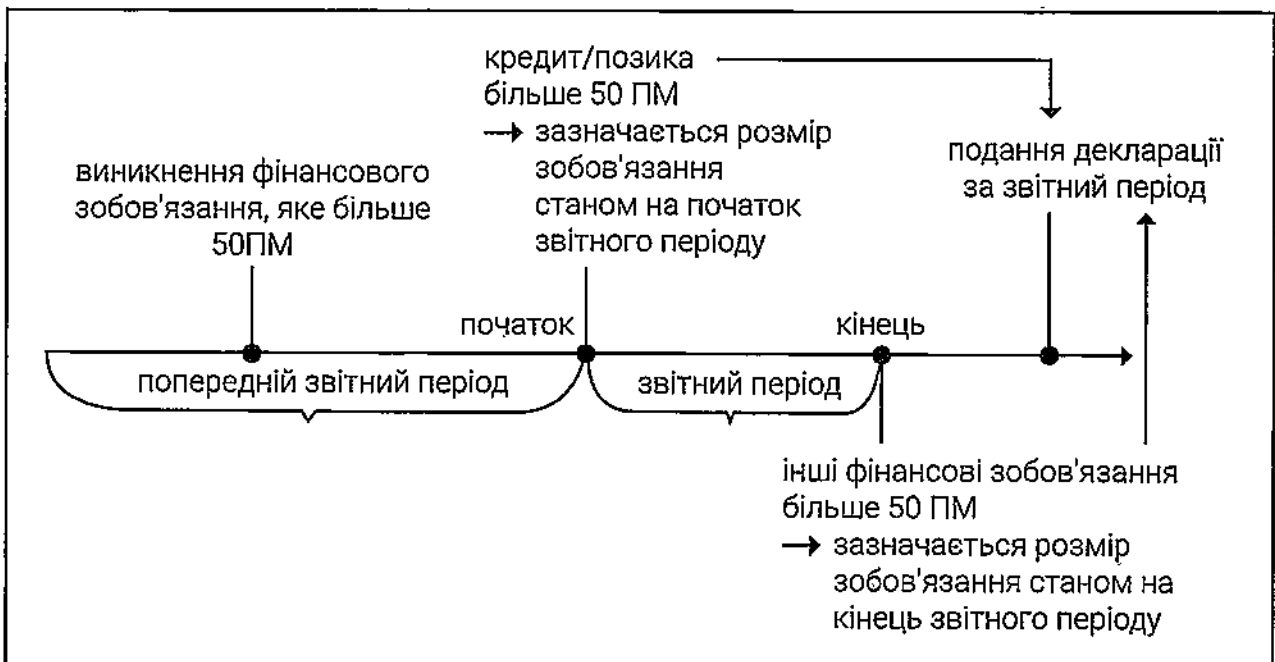 кредит/позика
більше 50 ПМ
→ зазначається розмір
зобов'язання
станом на початок
звітного періоду
виникнення фінансового
зобов'язання, яке більше
50ПМ
подання декларації
за звітний період
початок
кінець
попередній звітний період
звітний період
інші фінансові зобов'язання
більше 50 ПМ
→ зазначається розмір
зобов'язання станом на
кінець звітного періоду